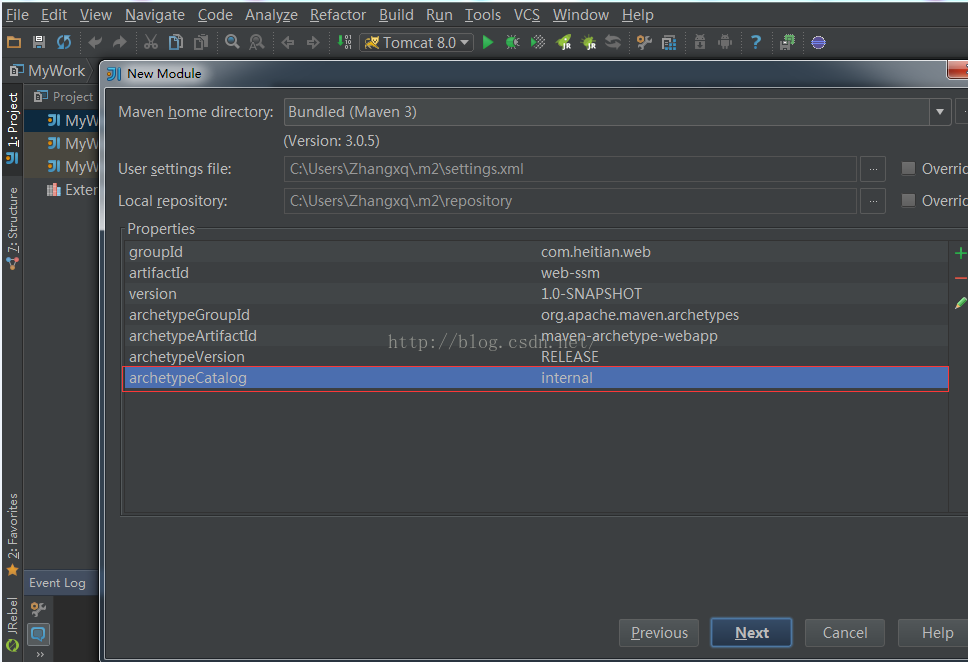 File Edit View Navigate Code Analyze Refactor Build Run Tools VCS Window Help
Tomcat 8.0
MyWork
New Module
1: Project
Project
MyW
MyW
MyW
Exter
7: Structure
Maven home directory: Bundled (Maven 3)
(Version: 3.0.5)
User settings file: C:\Users\Zhangxq\.m2\settings.xml ... Overric
Local repository: C:\Users\Zhangxq\.m2\repository ... Overric
Properties
groupId com.heitian.web
artifactId web-ssm
version 1.0-SNAPSHOT
archetypeGroupId org.apache.maven.archetypes
archetypeArtifactId maven-archetype-webapp
http://blog.csdn.net/
archetypeVersion RELEASE
archetypeCatalog internal
2: Favorites
Event Log
JRebel
Previous Next Cancel Help